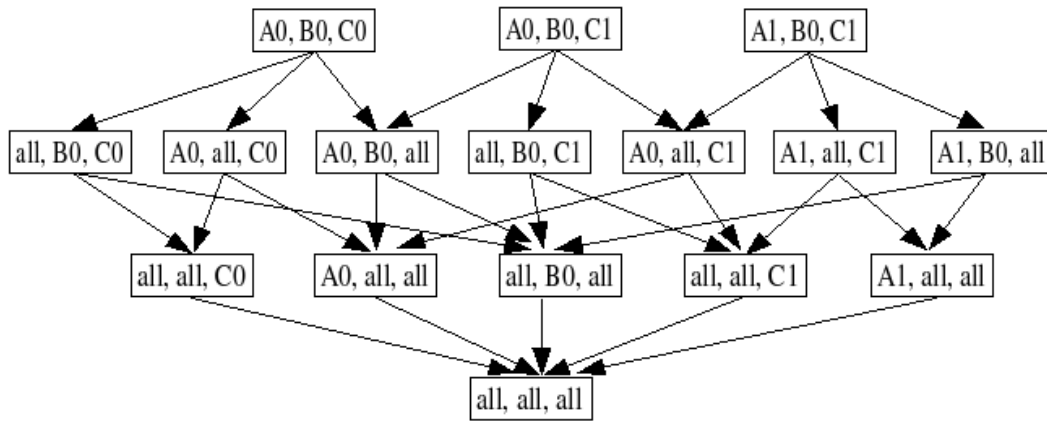 A0, B0, C0
A0, B0, C1
A1, B0, C1
all, B0, C0
A0, all, C0
A0, B0, all
all, B0, C1
A0, all, C1
A1, all, C1
A1, B0, all
all, all, C0
A0, all, all
all, B0, all
all, all, C1
A1, all, all
all, all, all